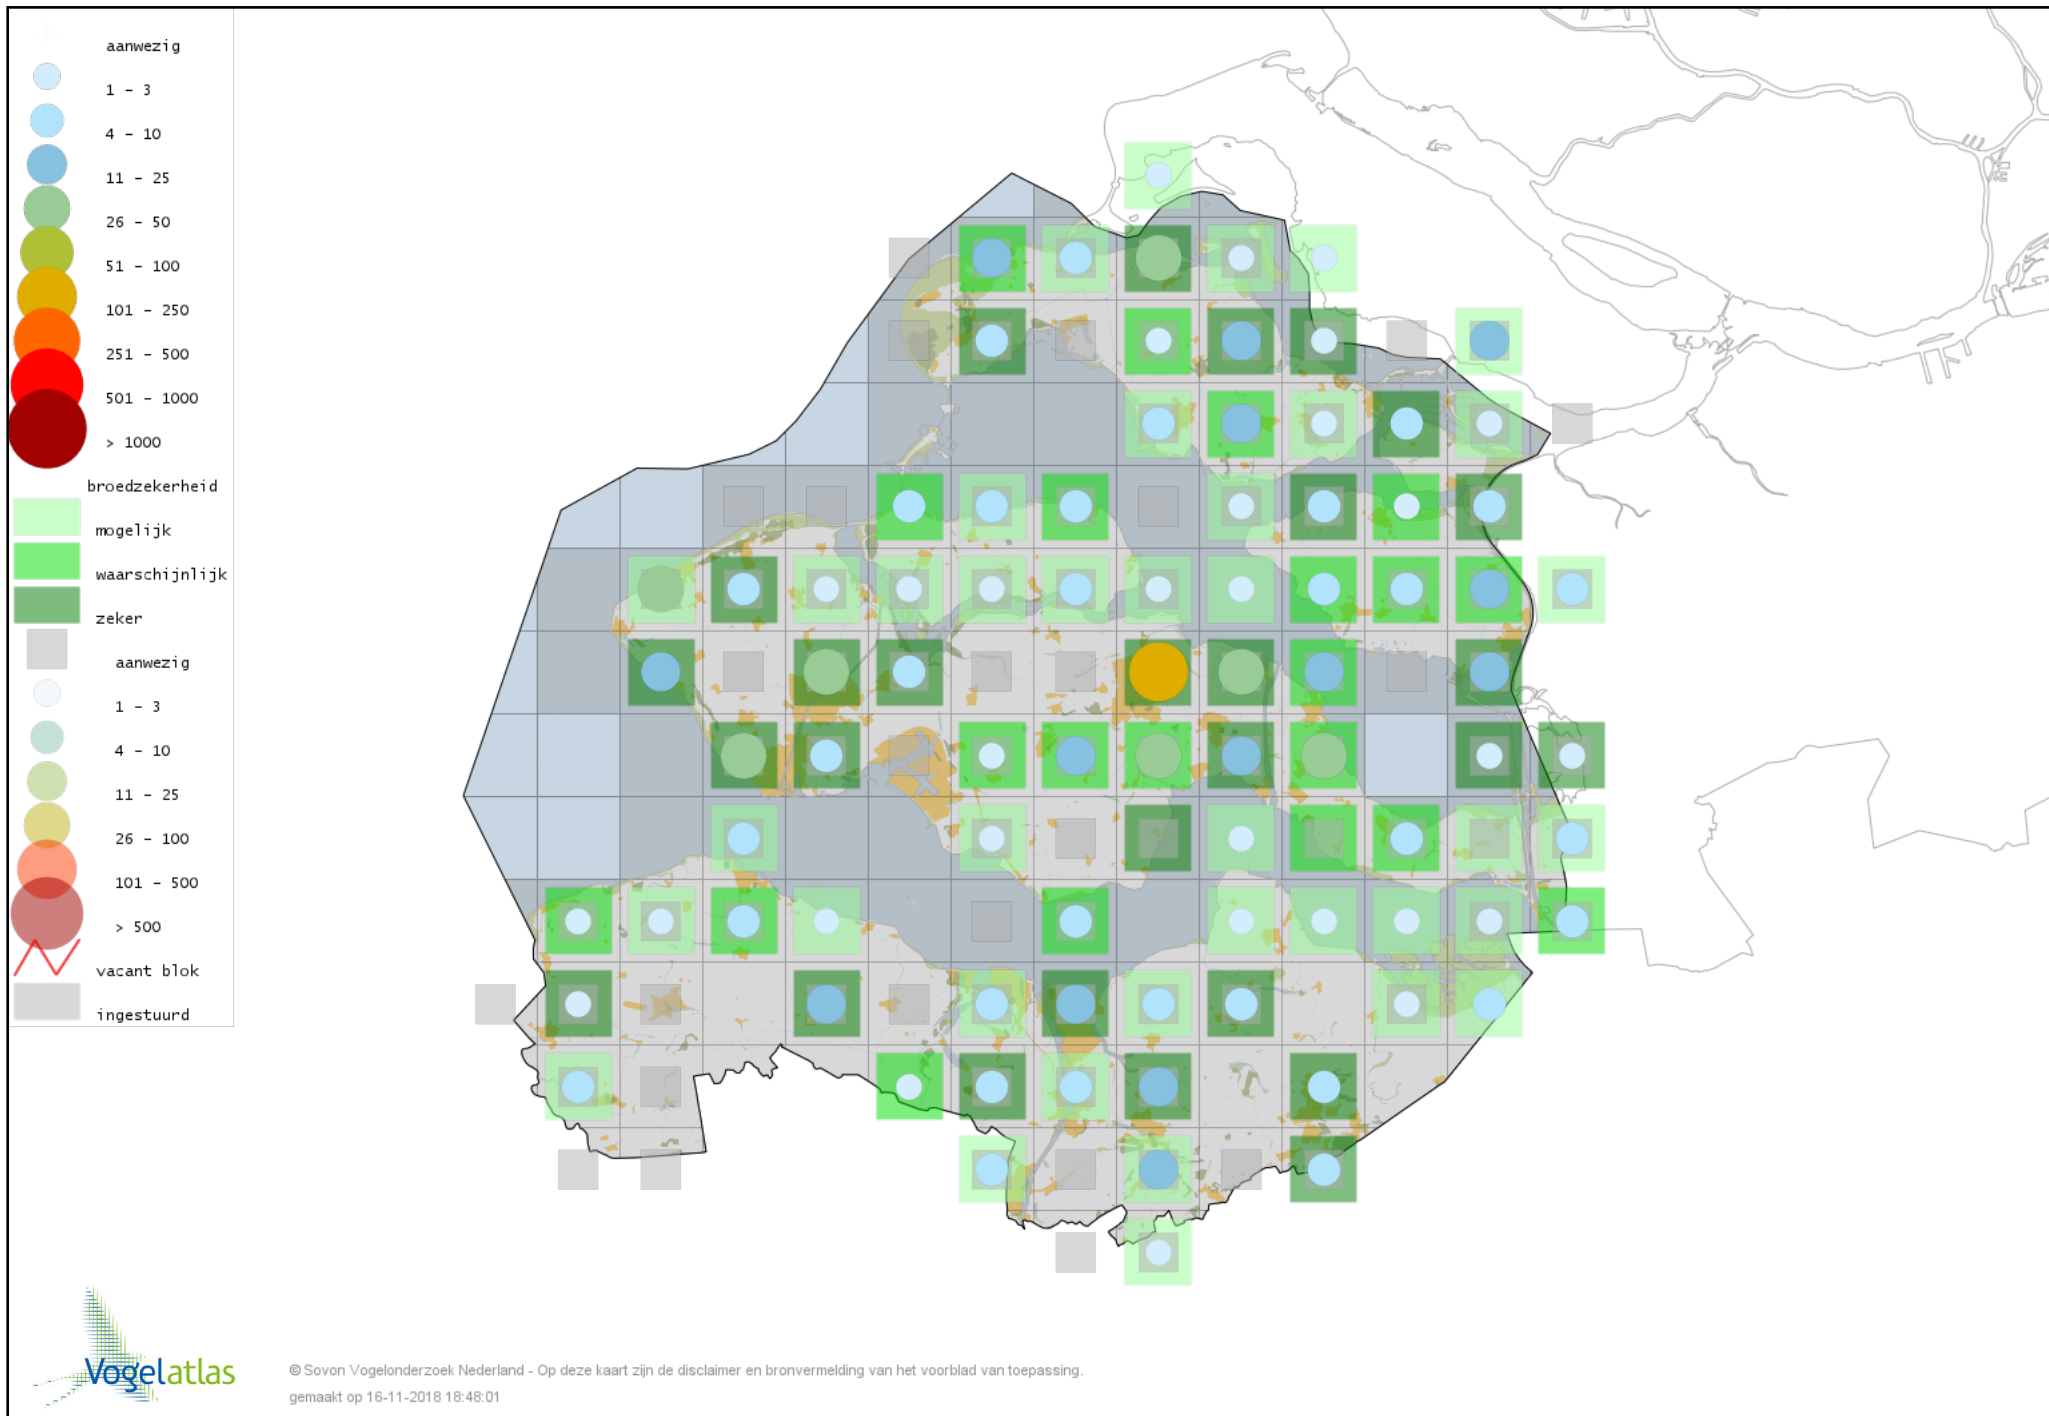 aanwezig
1 - 3
4 - 10
11 - 25
26 - 50
51 - 100
101 - 250
251 - 500
501 - 1000
> 1000
broedzekerheid
mogelijk
waarschijnlijk
zeker
aanwezig
1 - 3
4 - 10
11 - 25
26 - 100
101 - 500
> 500
vacant blok
ingestuurd
Vogelatlas
© Sovon Vogelonderzoek Nederland - Op deze kaart zijn de disclaimer en bronvermelding van het voorblad van toepassing.
gemaakt op 16-11-2018 18:48:01